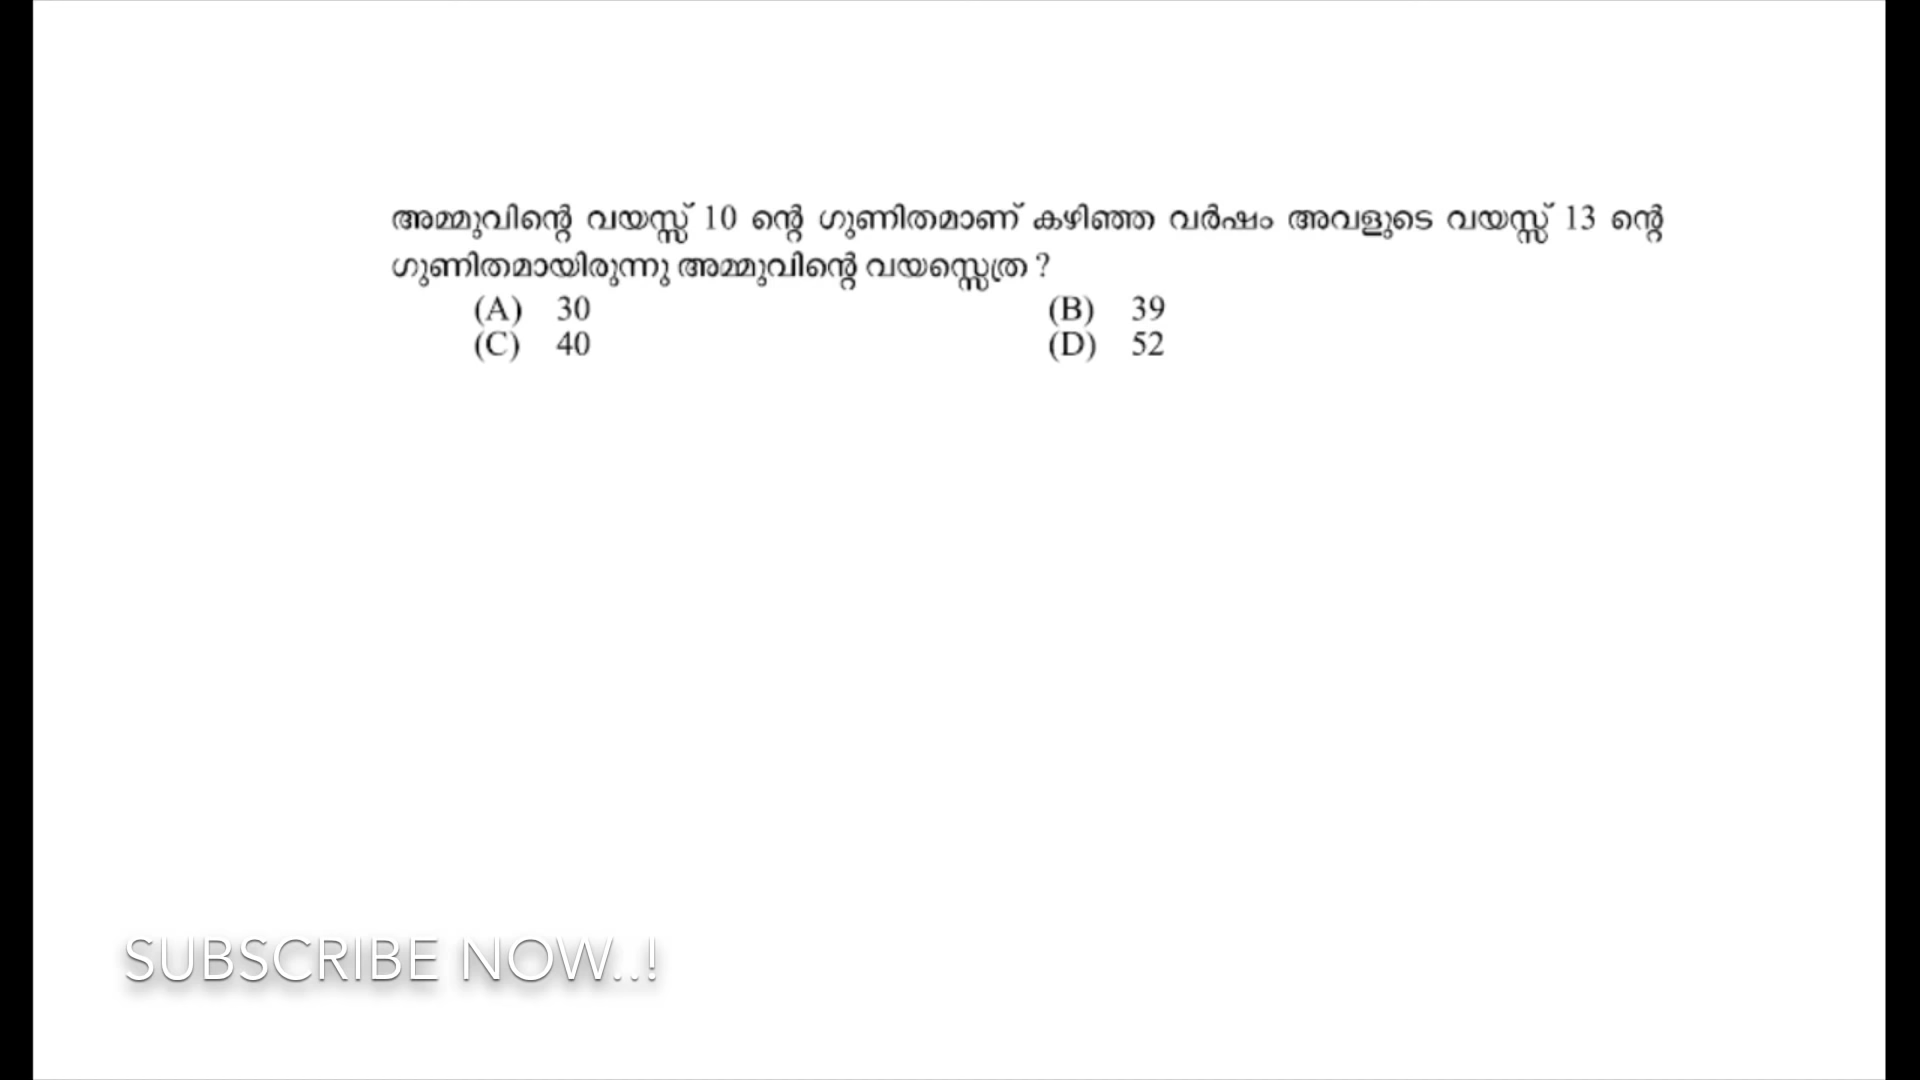 അമ്മുവിന്റെ വയസ്സ് 10 ന്റെ ഗുണിതമാണ് കഴിഞ്ഞ വർഷം അവളുടെ വയസ്സ് 13 ന്റെ
ഗുണിതമായിരുന്നു അമ്മുവിന്റെ വയസ്സെത്ര ?
(A) 30 (B) 39
(C) 40 (D) 52
SUBSCRIBE NOW..!